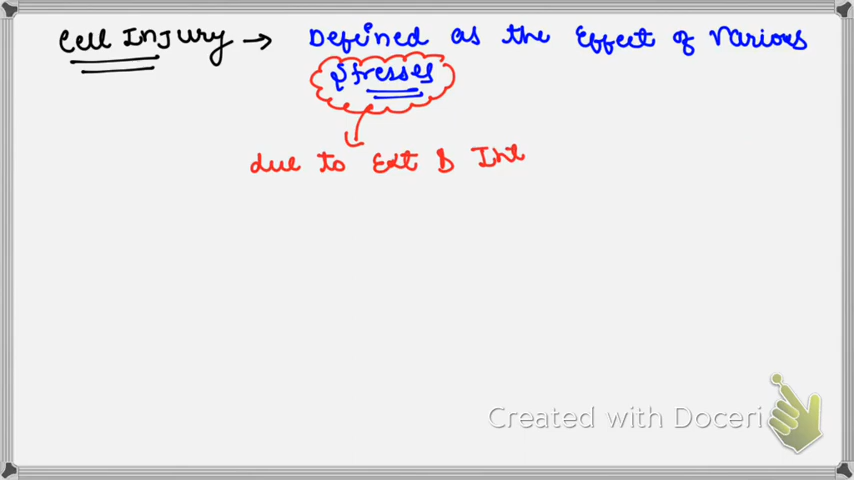 Cell Injury → Defined as the Effect of Various
Stresses
due to Ext & Int
Created with Doceri